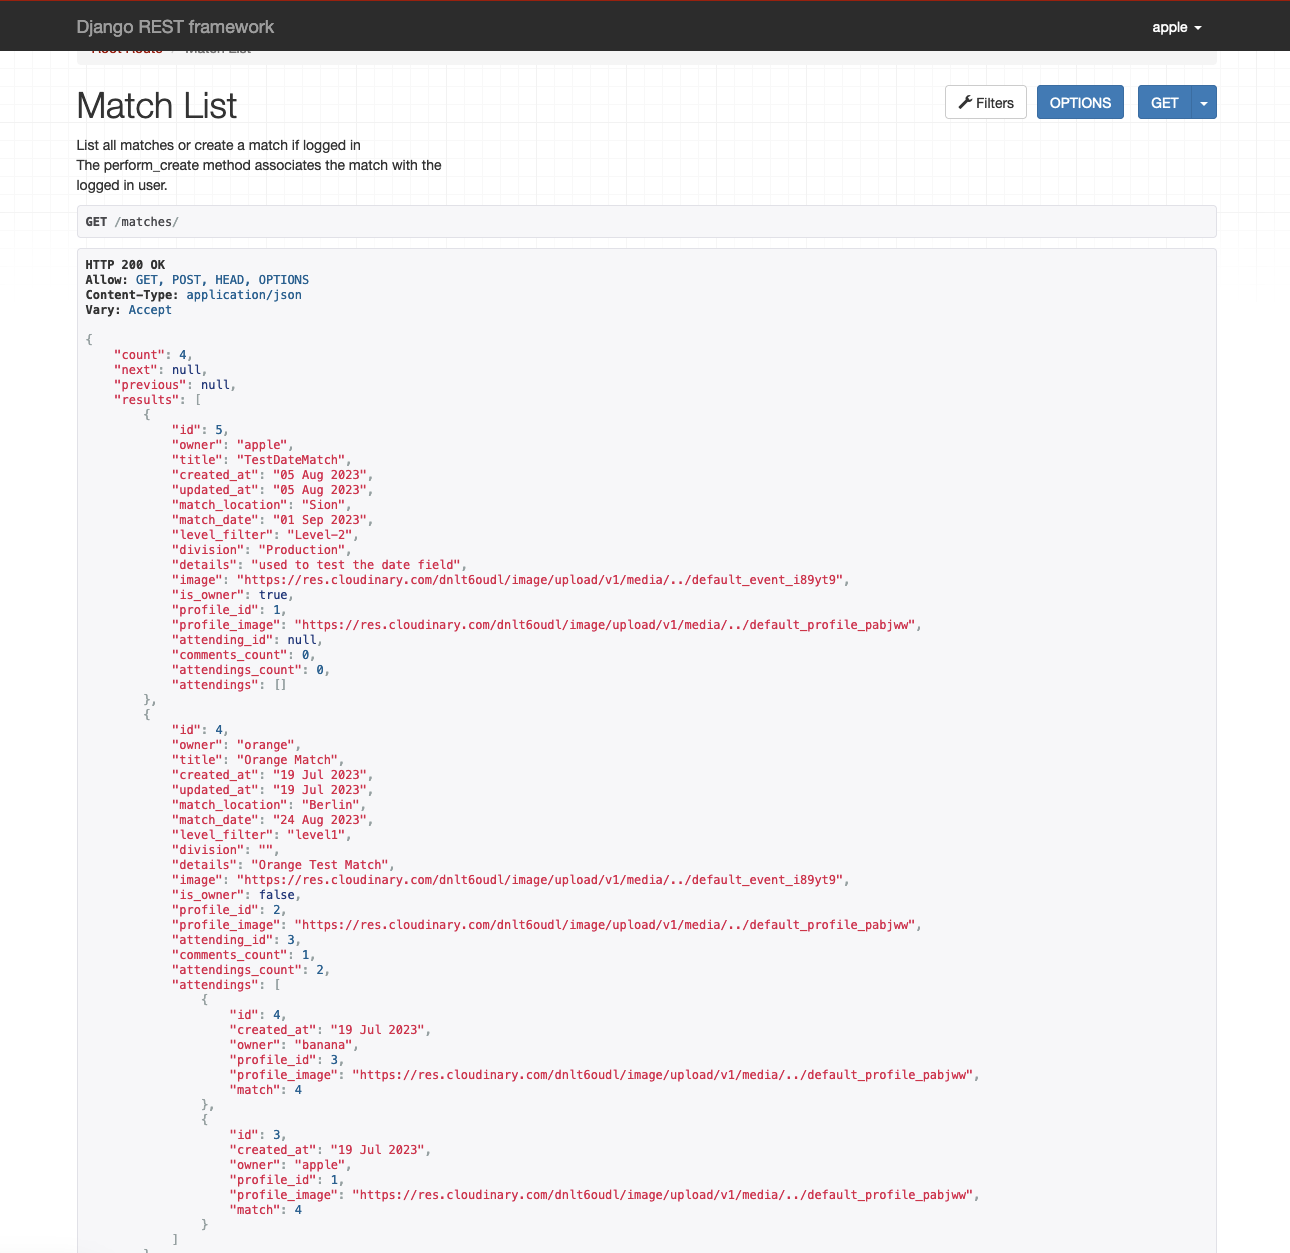 Django REST framework
apple
Root Route / Match List
Match List
Filters
OPTIONS
GET
List all matches or create a match if logged in
The perform_create method associates the match with the
logged in user.
GET /matches/
HTTP 200 OK
Allow: GET, POST, HEAD, OPTIONS
Content-Type: application/json
Vary: Accept
{
"count": 4,
"next": null,
"previous": null,
"results": [
{
"id": 5,
"owner": "apple",
"title": "TestDateMatch",
"created_at": "05 Aug 2023",
"updated_at": "05 Aug 2023",
"match_location": "Sion",
"match_date": "01 Sep 2023",
"level_filter": "Level-2",
"division": "Production",
"details": "used to test the date field",
"image": "https://res.cloudinary.com/dnlt6oudl/image/upload/v1/media/../default_event_i89yt9",
"is_owner": true,
"profile_id": 1,
"profile_image": "https://res.cloudinary.com/dnlt6oudl/image/upload/v1/media/../default_profile_pabjww",
"attending_id": null,
"comments_count": 0,
"attendings_count": 0,
"attendings": []
},
{
"id": 4,
"owner": "orange",
"title": "Orange Match",
"created_at": "19 Jul 2023",
"updated_at": "19 Jul 2023",
"match_location": "Berlin",
"match_date": "24 Aug 2023",
"level_filter": "level1",
"division": "",
"details": "Orange Test Match",
"image": "https://res.cloudinary.com/dnlt6oudl/image/upload/v1/media/../default_event_i89yt9",
"is_owner": false,
"profile_id": 2,
"profile_image": "https://res.cloudinary.com/dnlt6oudl/image/upload/v1/media/../default_profile_pabjww",
"attending_id": 3,
"comments_count": 1,
"attendings_count": 2,
"attendings": [
{
"id": 4,
"created_at": "19 Jul 2023",
"owner": "banana",
"profile_id": 3,
"profile_image": "https://res.cloudinary.com/dnlt6oudl/image/upload/v1/media/../default_profile_pabjww",
"match": 4
},
{
"id": 3,
"created_at": "19 Jul 2023",
"owner": "apple",
"profile_id": 1,
"profile_image": "https://res.cloudinary.com/dnlt6oudl/image/upload/v1/media/../default_profile_pabjww",
"match": 4
}
]